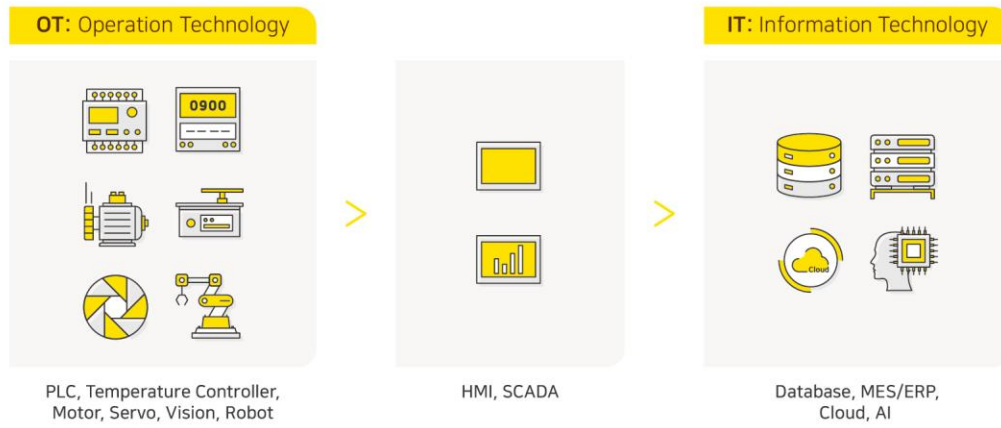 OT: Operation Technology
IT: Information Technology
0900
Cloud
PLC, Temperature Controller,
Motor, Servo, Vision, Robot
HMI, SCADA
Database, MES/ERP,
Cloud, AI